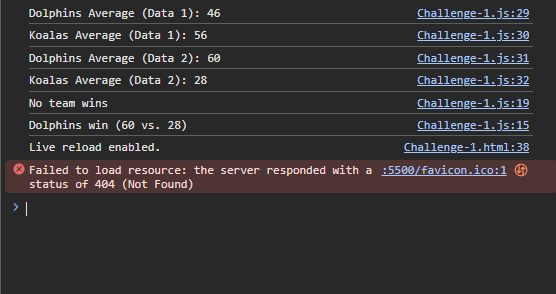 Dolphins Average (Data 1): 46 Challenge-1.js:29
Koalas Average (Data 1): 56 Challenge-1.js:30
Dolphins Average (Data 2): 60 Challenge-1.js:31
Koalas Average (Data 2): 28 Challenge-1.js:32
No team wins Challenge-1.js:19
Dolphins win (60 vs. 28) Challenge-1.js:15
Live reload enabled. Challenge-1.html:38
Failed to load resource: the server responded with a :5500/favicon.ico:1
status of 404 (Not Found)